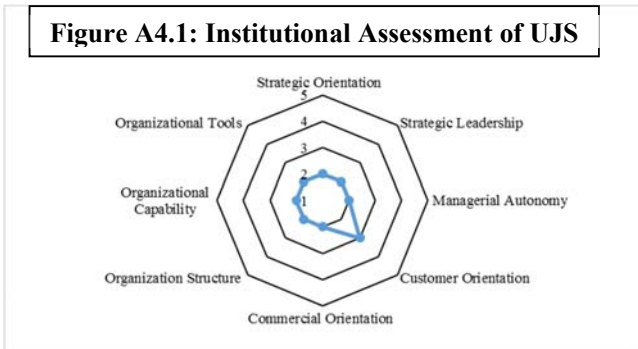 Figure A4.1: Institutional Assessment of UJS
Strategic Orientation
5
Organizational Tools
4
Strategic Leadership
3
2
Organizational
Capability
1
Managerial Autonomy
Organization Structure
Customer Orientation
Commercial Orientation